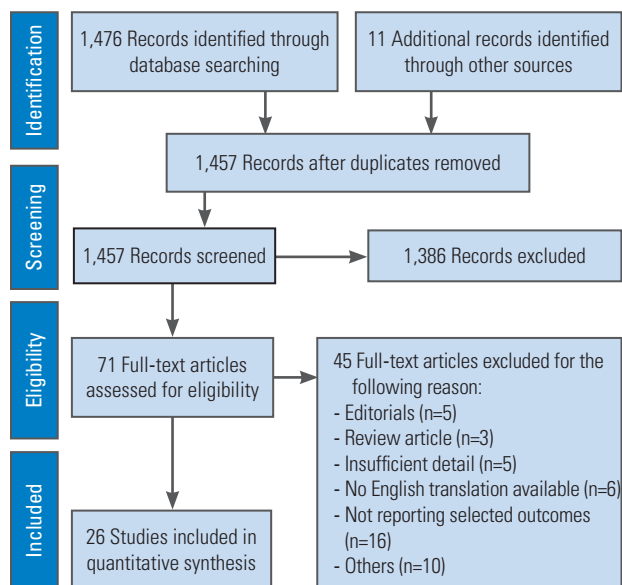 Identification
1,476 Records identified through
database searching
11 Additional records identified
through other sources
1,457 Records after duplicates removed
Screening
1,457 Records screened
1,386 Records excluded
Eligibility
71 Full-text articles
assessed for eligibility
45 Full-text articles excluded for the
following reason:
- Editorials (n=5)
- Review article (n=3)
- Insufficient detail (n=5)
- No English translation available (n=6)
- Not reporting selected outcomes
(n=16)
- Others (n=10)
Included
26 Studies included in
quantitative synthesis